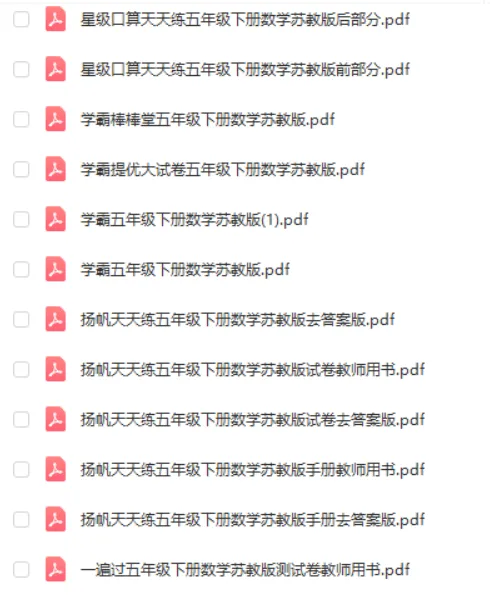 星级口算天天练五年级下册数学苏教版后部分.pdf
星级口算天天练五年级下册数学苏教版前部分.pdf
学霸棒棒堂五年级下册数学苏教版.pdf
学霸提优大试卷五年级下册数学苏教版.pdf
学霸五年级下册数学苏教版(1).pdf
学霸五年级下册数学苏教版.pdf
扬帆天天练五年级下册数学苏教版去答案版.pdf
扬帆天天练五年级下册数学苏教版试卷教师用书.pdf
扬帆天天练五年级下册数学苏教版试卷去答案版.pdf
扬帆天天练五年级下册数学苏教版手册教师用书.pdf
扬帆天天练五年级下册数学苏教版手册去答案版.pdf
一遍过五年级下册数学苏教版测试卷教师用书.pdf